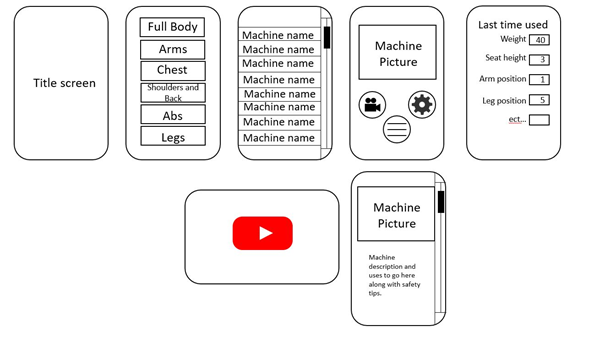 Title screen
Full Body
Arms
Chest
Shoulders and
Back
Abs
Legs
Machine name
Machine name
Machine name
Machine name
Machine name
Machine name
Machine name
Machine name
Machine
Picture
Last time used
Weight 40
Seat height 3
Arm position 1
Leg position 5
ect...
Machine
Picture
Machine
description and
uses to go here
along with safety
tips.